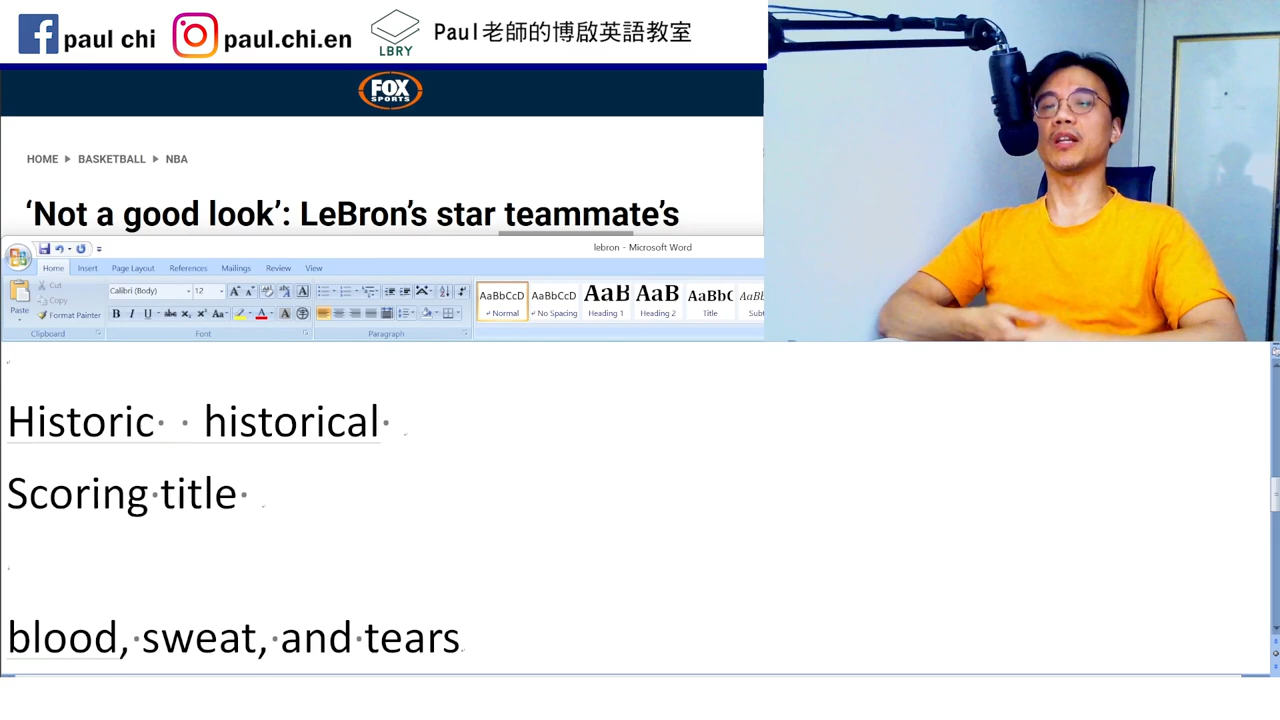 paul chi paul.chi.en LBRY Paul老師的博啟英語教室
FOX SPORTS
HOME BASKETBALL NBA
‘Not a good look’: LeBron’s star teammate’s
lebron - Microsoft Word
Home Insert Page Layout References Mailings Review View
Paste Cut Copy Format Painter Clipboard
Calibri (Body) 12 Font
Paragraph
AaBbCcD AaBbCcD AaB AaB AaBbC AaBb
Normal No Spacing Heading 1 Heading 2 Title Subt
Historic historical
Scoring title
blood, sweat, and tears